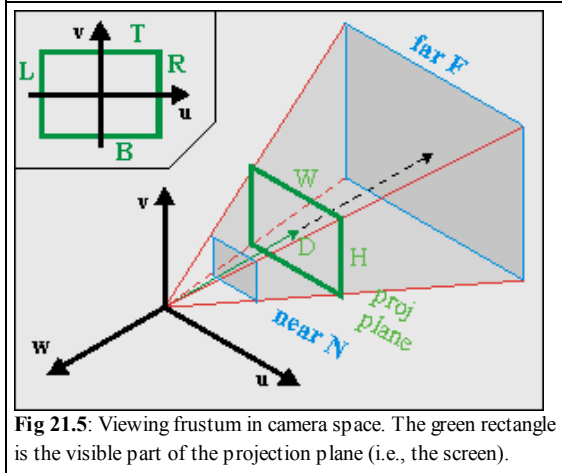 v
T
L
R
u
B
far F
W
v
D
H
proj
plane
near N
w
u
Fig 21.5: Viewing frustum in camera space. The green rectangle
is the visible part of the projection plane (i.e., the screen).